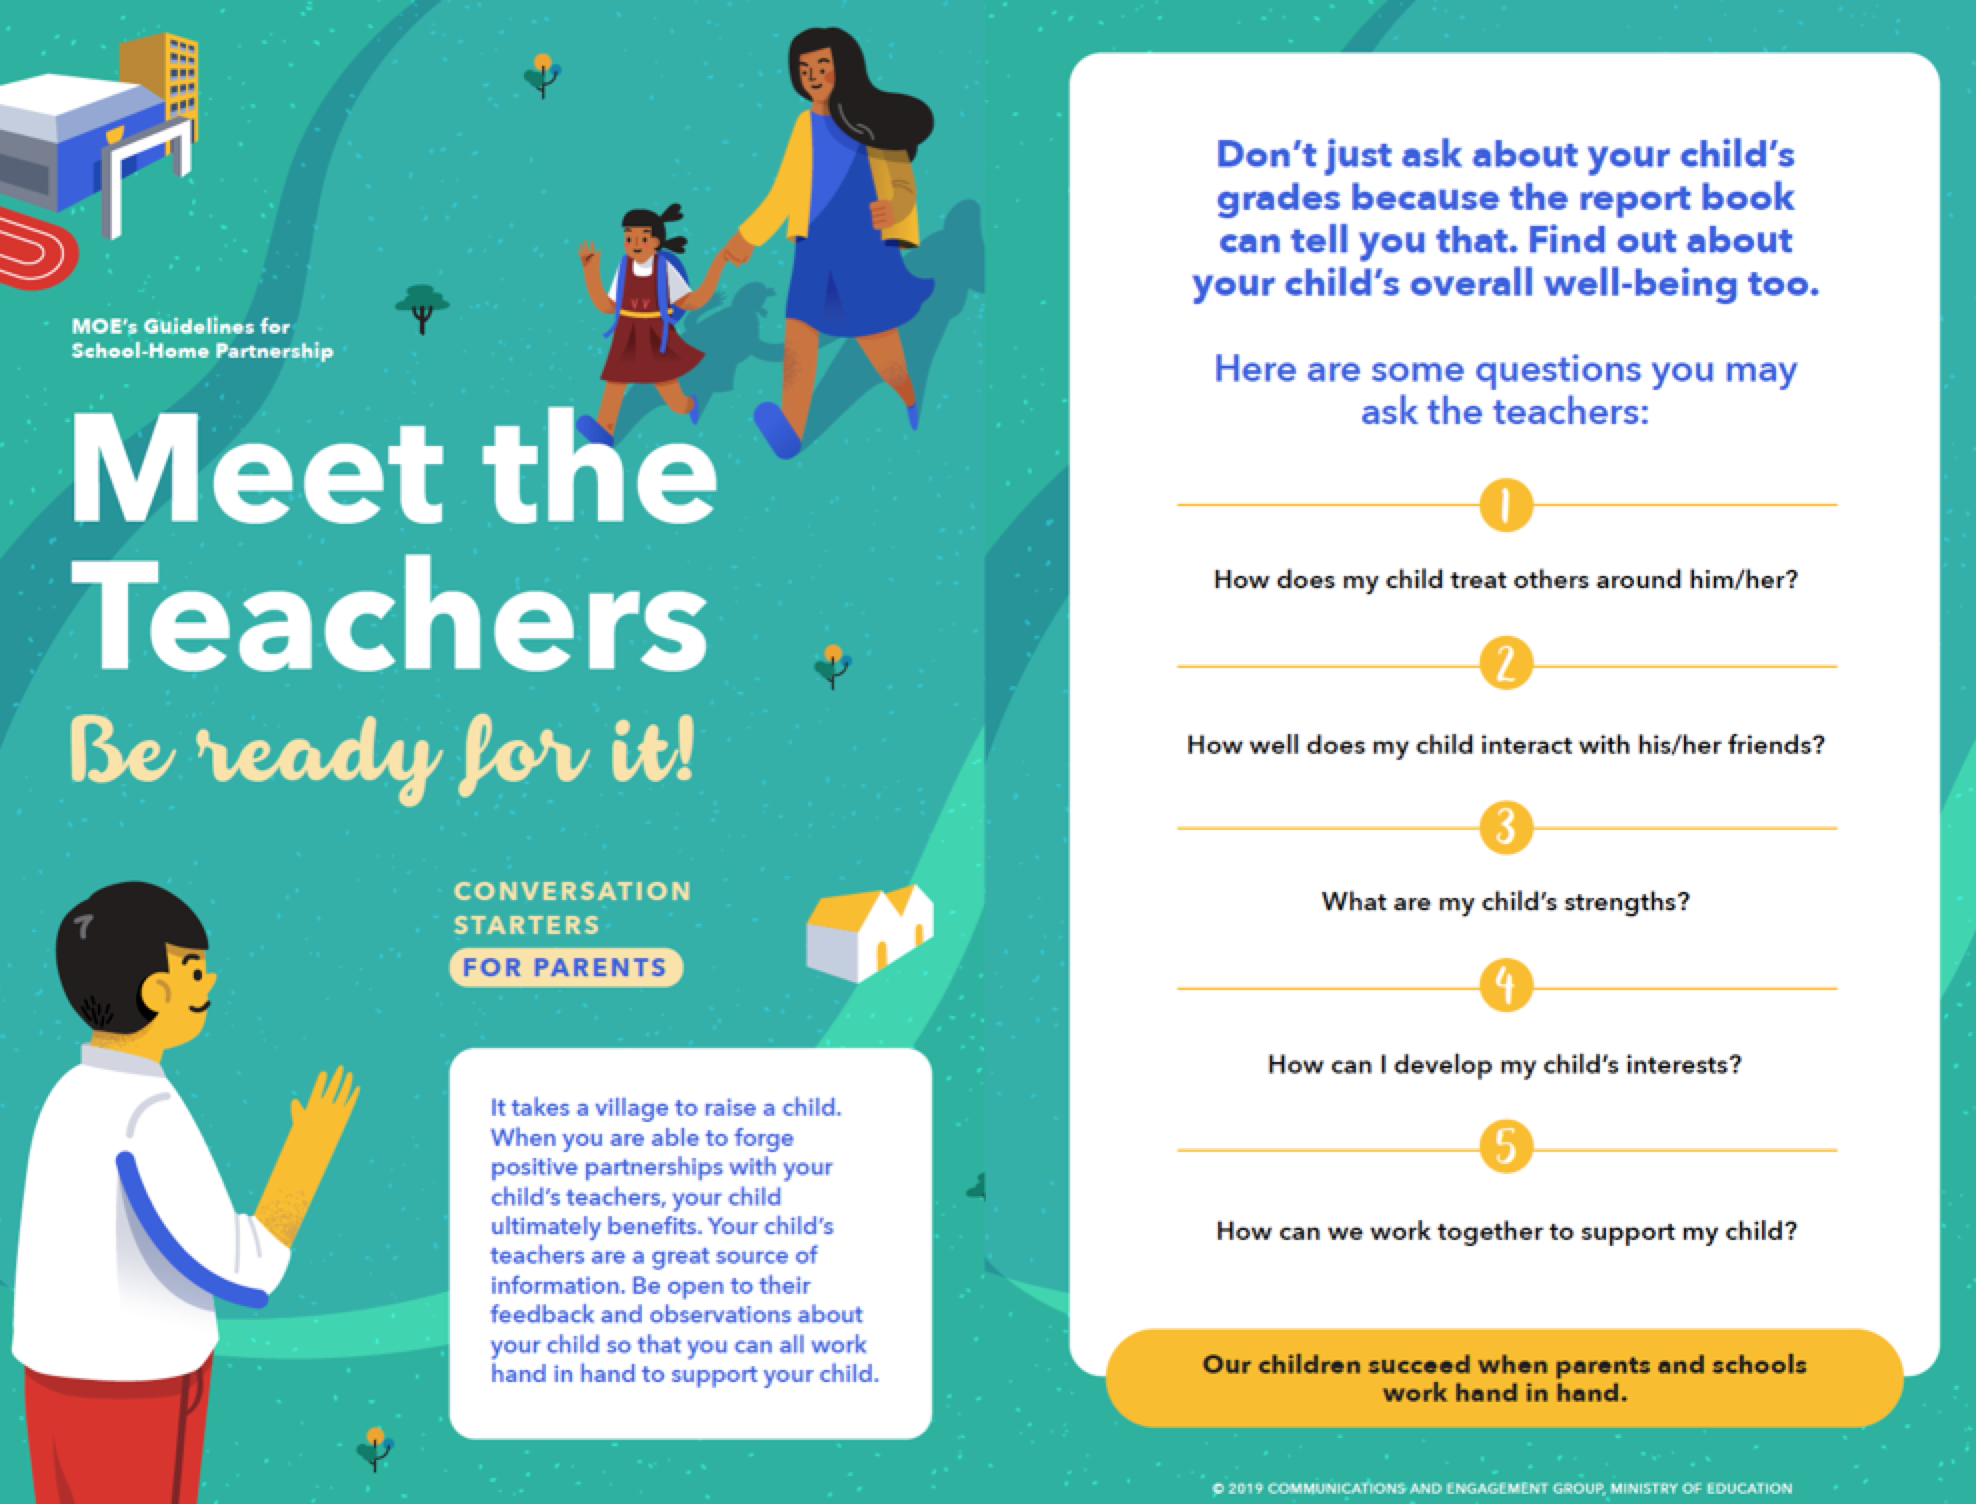 MOE's Guidelines for
School-Home Partnership
Meet the
Teachers
Be ready for it!
CONVERSATION
STARTERS
FOR PARENTS
It takes a village to raise a child.
When you are able to forge
positive partnerships with your
child's teachers, your child
ultimately benefits. Your child's
teachers are a great source of
information. Be open to their
feedback and observations about
your child so that you can all work
hand in hand to support your child.
Don't just ask about your child's
grades because the report book
can tell you that. Find out about
your child's overall well-being too.
Here are some questions you may
ask the teachers:
1
How does my child treat others around him/her?
2
How well does my child interact with his/her friends?
3
What are my child's strengths?
4
How can I develop my child's interests?
5
How can we work together to support my child?
Our children succeed when parents and schools
work hand in hand.
© 2019 COMMUNICATIONS AND ENGAGEMENT GROUP, MINISTRY OF EDUCATION